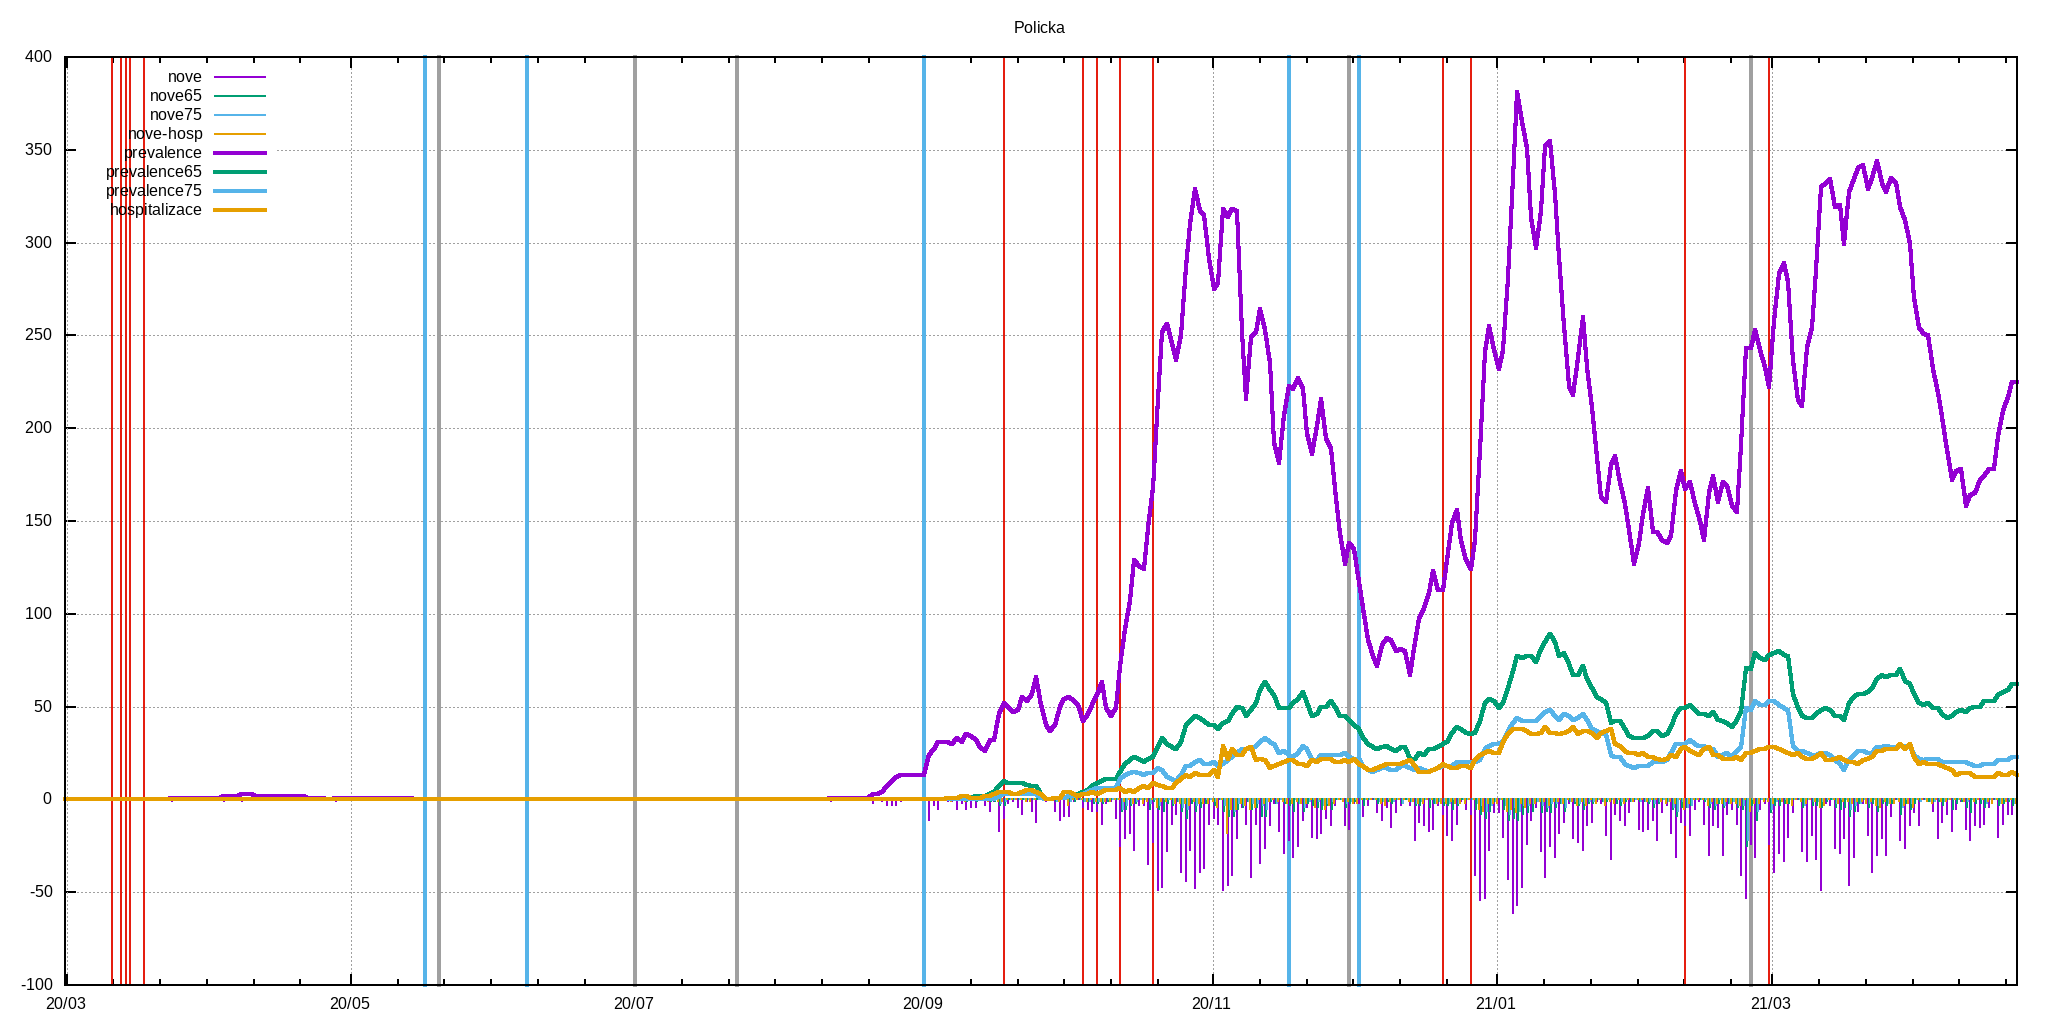 Policka
400
350
300
250
200
150
100
50
0
-50
-100
nove
nove65
nove75
nove-hosp
prevalence
prevalence65
prevalence75
hospitalizace
20/03 20/05 20/07 20/09 20/11 21/01 21/03